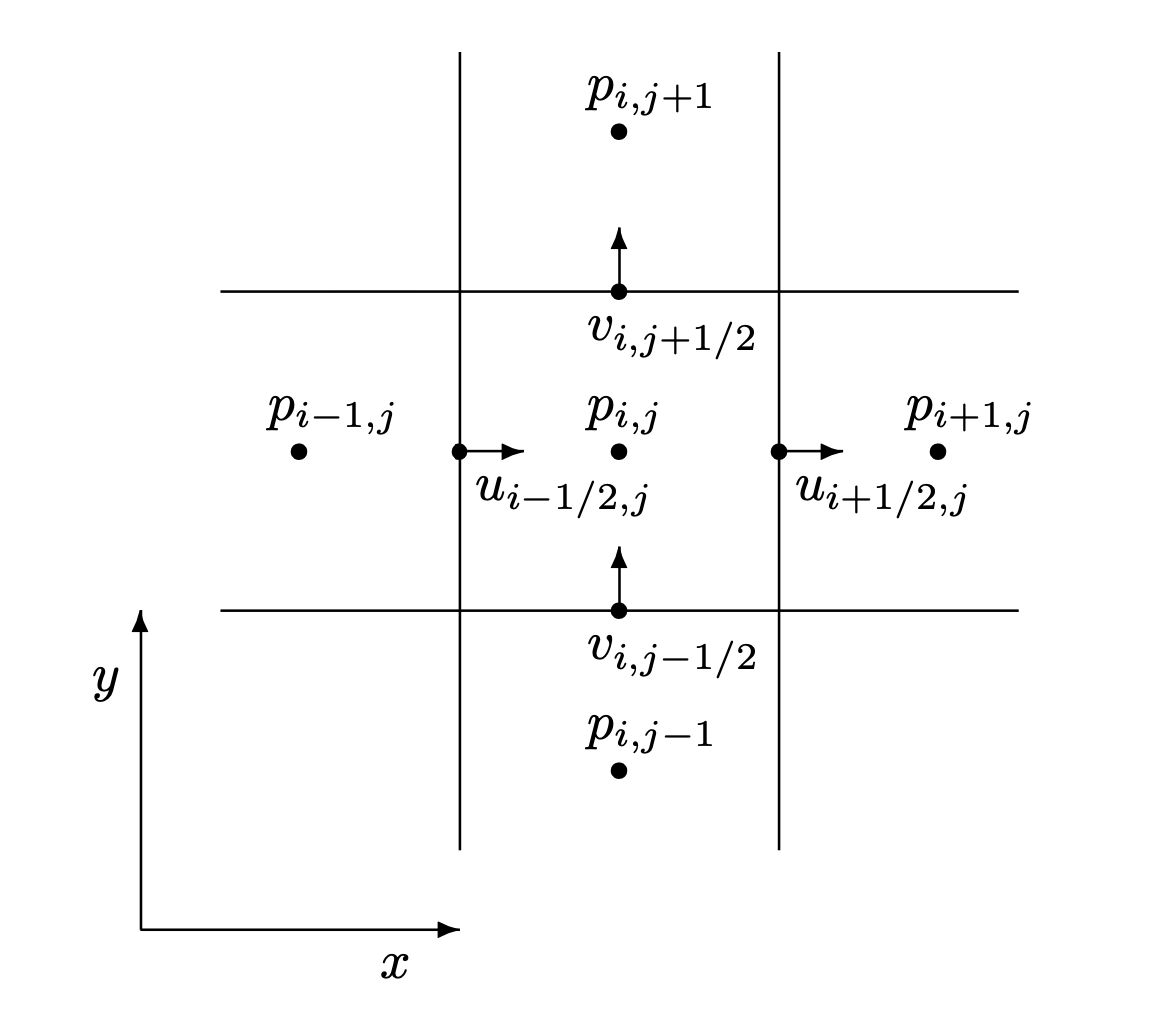 p_{i,j+1}
v_{i,j+1/2}
p_{i-1,j} p_{i,j} p_{i+1,j}
u_{i-1/2,j} u_{i+1/2,j}
v_{i,j-1/2}
y
p_{i,j-1}
x